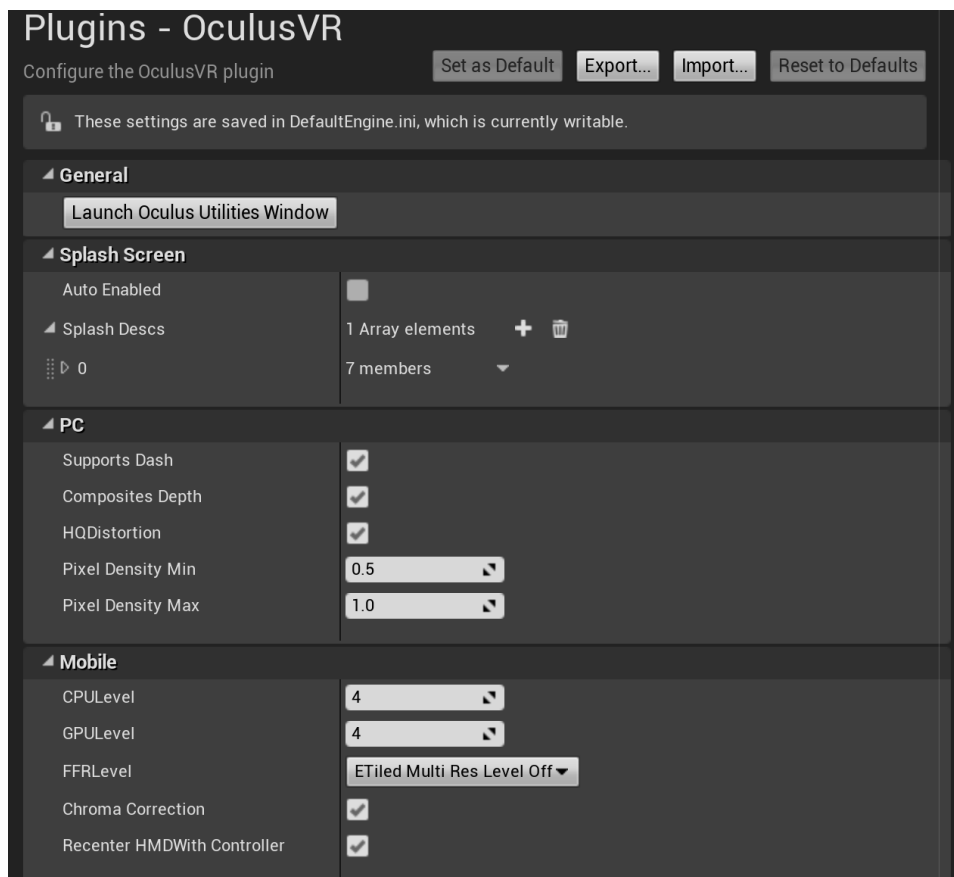 Plugins - OculusVR
Configure the OculusVR plugin
Set as Default Export... Import... Reset to Defaults
These settings are saved in DefaultEngine.ini, which is currently writable.
General
Launch Oculus Utilities Window
Splash Screen
Auto Enabled
Splash Descs 1 Array elements
0 7 members
PC
Supports Dash
Composites Depth
HQDistortion
Pixel Density Min 0.5
Pixel Density Max 1.0
Mobile
CPULevel 4
GPULevel 4
FFRLevel ETiled Multi Res Level Off
Chroma Correction
Recenter HMDWith Controller